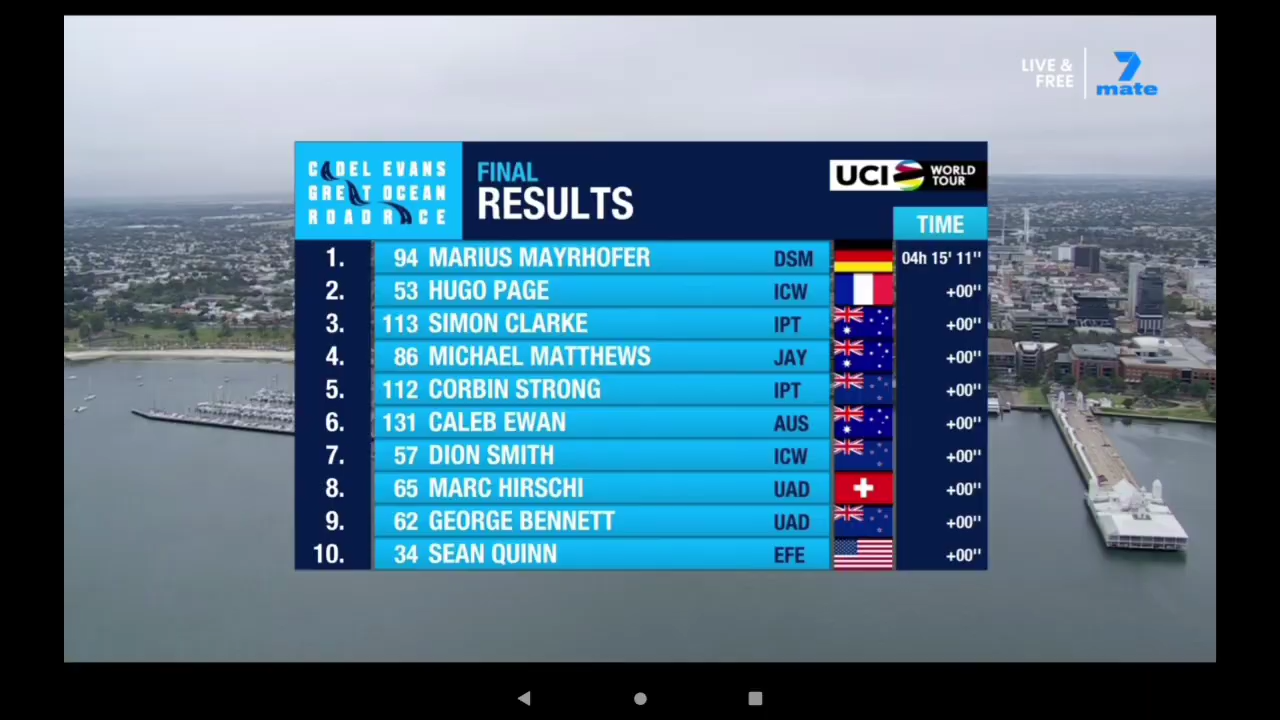 LIVE &
FREE
7
mate
CADEL EVANS
GREAT OCEAN
ROAD RACE
FINAL
RESULTS
UCI WORLD
TOUR
TIME
1. 94 MARIUS MAYRHOFER DSM 04h 15' 11''
2. 53 HUGO PAGE ICW +00''
3. 113 SIMON CLARKE IPT +00''
4. 86 MICHAEL MATTHEWS JAY +00''
5. 112 CORBIN STRONG IPT +00''
6. 131 CALEB EWAN AUS +00''
7. 57 DION SMITH ICW +00''
8. 65 MARC HIRSCHI UAD +00''
9. 62 GEORGE BENNETT UAD +00''
10. 34 SEAN QUINN EFE +00''